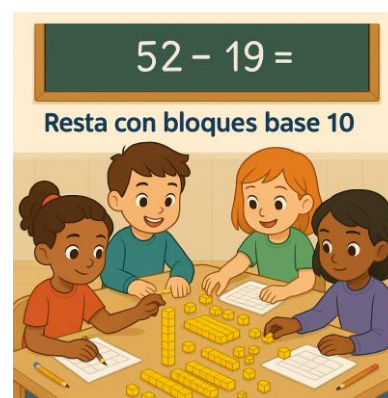 52 – 19 =
Resta con bloques base 10